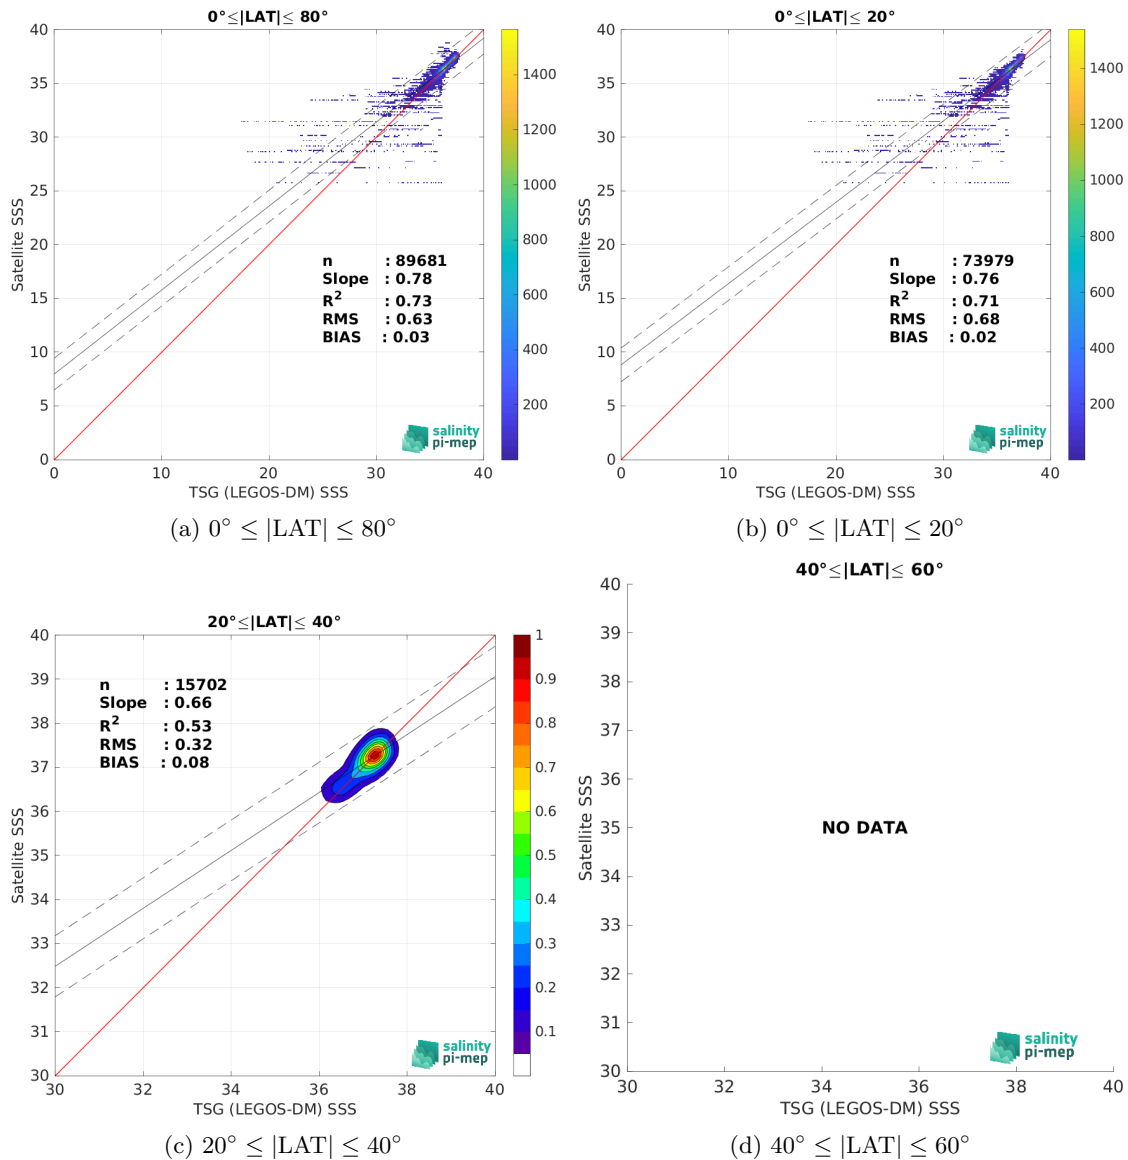 0°≤|LAT|≤ 80°
40
35
30
25
20
15
10
5
0
Satellite SSS
n : 89681
Slope : 0.78
R² : 0.73
RMS : 0.63
BIAS : 0.03
salinity
pi-mep
0 10 20 30 40
TSG (LEGOS-DM) SSS
1400
1200
1000
800
600
400
200
(a) 0° ≤ |LAT| ≤ 80°
0°≤|LAT|≤ 20°
40
35
30
25
20
15
10
5
0
Satellite SSS
n : 73979
Slope : 0.76
R² : 0.71
RMS : 0.68
BIAS : 0.02
salinity
pi-mep
0 10 20 30 40
TSG (LEGOS-DM) SSS
1400
1200
1000
800
600
400
200
(b) 0° ≤ |LAT| ≤ 20°
20°≤|LAT|≤ 40°
40
39
38
37
36
35
34
33
32
31
30
Satellite SSS
n : 15702
Slope : 0.66
R² : 0.53
RMS : 0.32
BIAS : 0.08
salinity
pi-mep
30 32 34 36 38 40
TSG (LEGOS-DM) SSS
1
0.9
0.8
0.7
0.6
0.5
0.4
0.3
0.2
0.1
(c) 20° ≤ |LAT| ≤ 40°
40°≤|LAT|≤ 60°
40
39
38
37
36
35
34
33
32
31
30
Satellite SSS
NO DATA
salinity
pi-mep
30 32 34 36 38 40
TSG (LEGOS-DM) SSS
(d) 40° ≤ |LAT| ≤ 60°